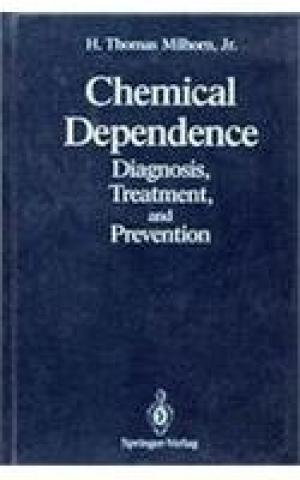 H. Thomas Milhorn, Jr.
Chemical
Dependence
Diagnosis,
Treatment,
and
Prevention
Springer-Verlag